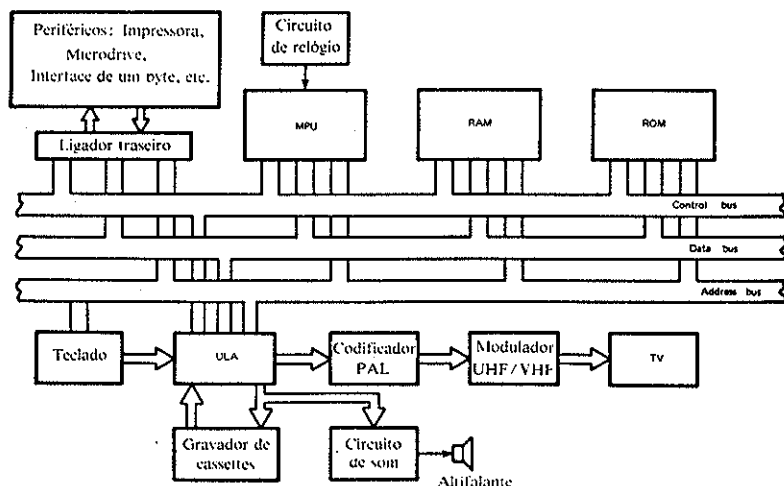 Periféricos: Impressora,
Microdrive,
Interface de um byte, etc.
Circuito
de relógio
Ligador traseiro
MPU
RAM
ROM
Control bus
Data bus
Address bus
Teclado
ULA
Codificador
PAL
Modulador
UHF/VHF
TV
Gravador de
cassettes
Circuito
de som
Altifalante